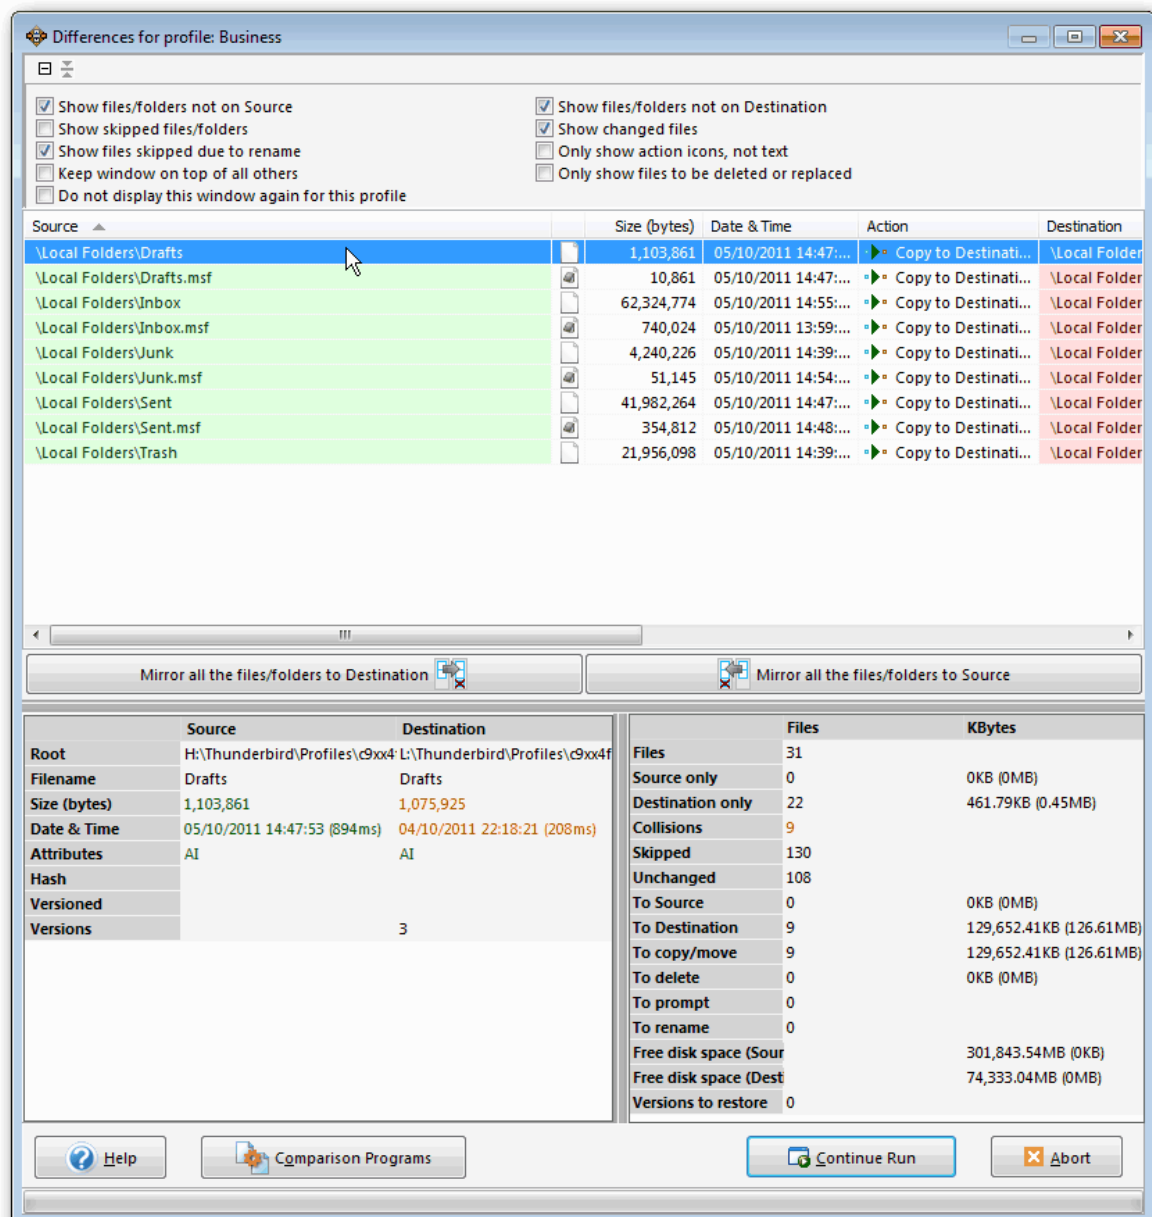 Differences for profile: Business
Show files/folders not on Source Show files/folders not on Destination
Show skipped files/folders Show changed files
Show files skipped due to rename Only show action icons, not text
Keep window on top of all others Only show files to be deleted or replaced
Do not display this window again for this profile
Source Size (bytes) Date & Time Action Destination
\Local Folders\Drafts 1,103,861 05/10/2011 14:47:... Copy to Destinati... \Local Folder
\Local Folders\Drafts.msf 10,861 05/10/2011 14:47:... Copy to Destinati... \Local Folder
\Local Folders\Inbox 62,324,774 05/10/2011 14:55:... Copy to Destinati... \Local Folder
\Local Folders\Inbox.msf 740,024 05/10/2011 13:59:... Copy to Destinati... \Local Folder
\Local Folders\Junk 4,240,226 05/10/2011 14:39:... Copy to Destinati... \Local Folder
\Local Folders\Junk.msf 51,145 05/10/2011 14:54:... Copy to Destinati... \Local Folder
\Local Folders\Sent 41,982,264 05/10/2011 14:47:... Copy to Destinati... \Local Folder
\Local Folders\Sent.msf 354,812 05/10/2011 14:48:... Copy to Destinati... \Local Folder
\Local Folders\Trash 21,956,098 05/10/2011 14:39:... Copy to Destinati... \Local Folder
Mirror all the files/folders to Destination Mirror all the files/folders to Source
Source Destination
Root H:\Thunderbird\Profiles\c9xx4 L:\Thunderbird\Profiles\c9xx4f
Filename Drafts Drafts
Size (bytes) 1,103,861 1,075,925
Date & Time 05/10/2011 14:47:53 (894ms) 04/10/2011 22:18:21 (208ms)
Attributes AI AI
Hash
Versioned
Versions 3
Files KBytes
Files 31
Source only 0 0KB (0MB)
Destination only 22 461.79KB (0.45MB)
Collisions 9
Skipped 130
Unchanged 108
To Source 0 0KB (0MB)
To Destination 9 129,652.41KB (126.61MB)
To copy/move 9 129,652.41KB (126.61MB)
To delete 0 0KB (0MB)
To prompt 0
To rename 0
Free disk space (Sour 301,843.54MB (0KB)
Free disk space (Desti 74,333.04MB (0MB)
Versions to restore 0
Help Comparison Programs Continue Run Abort